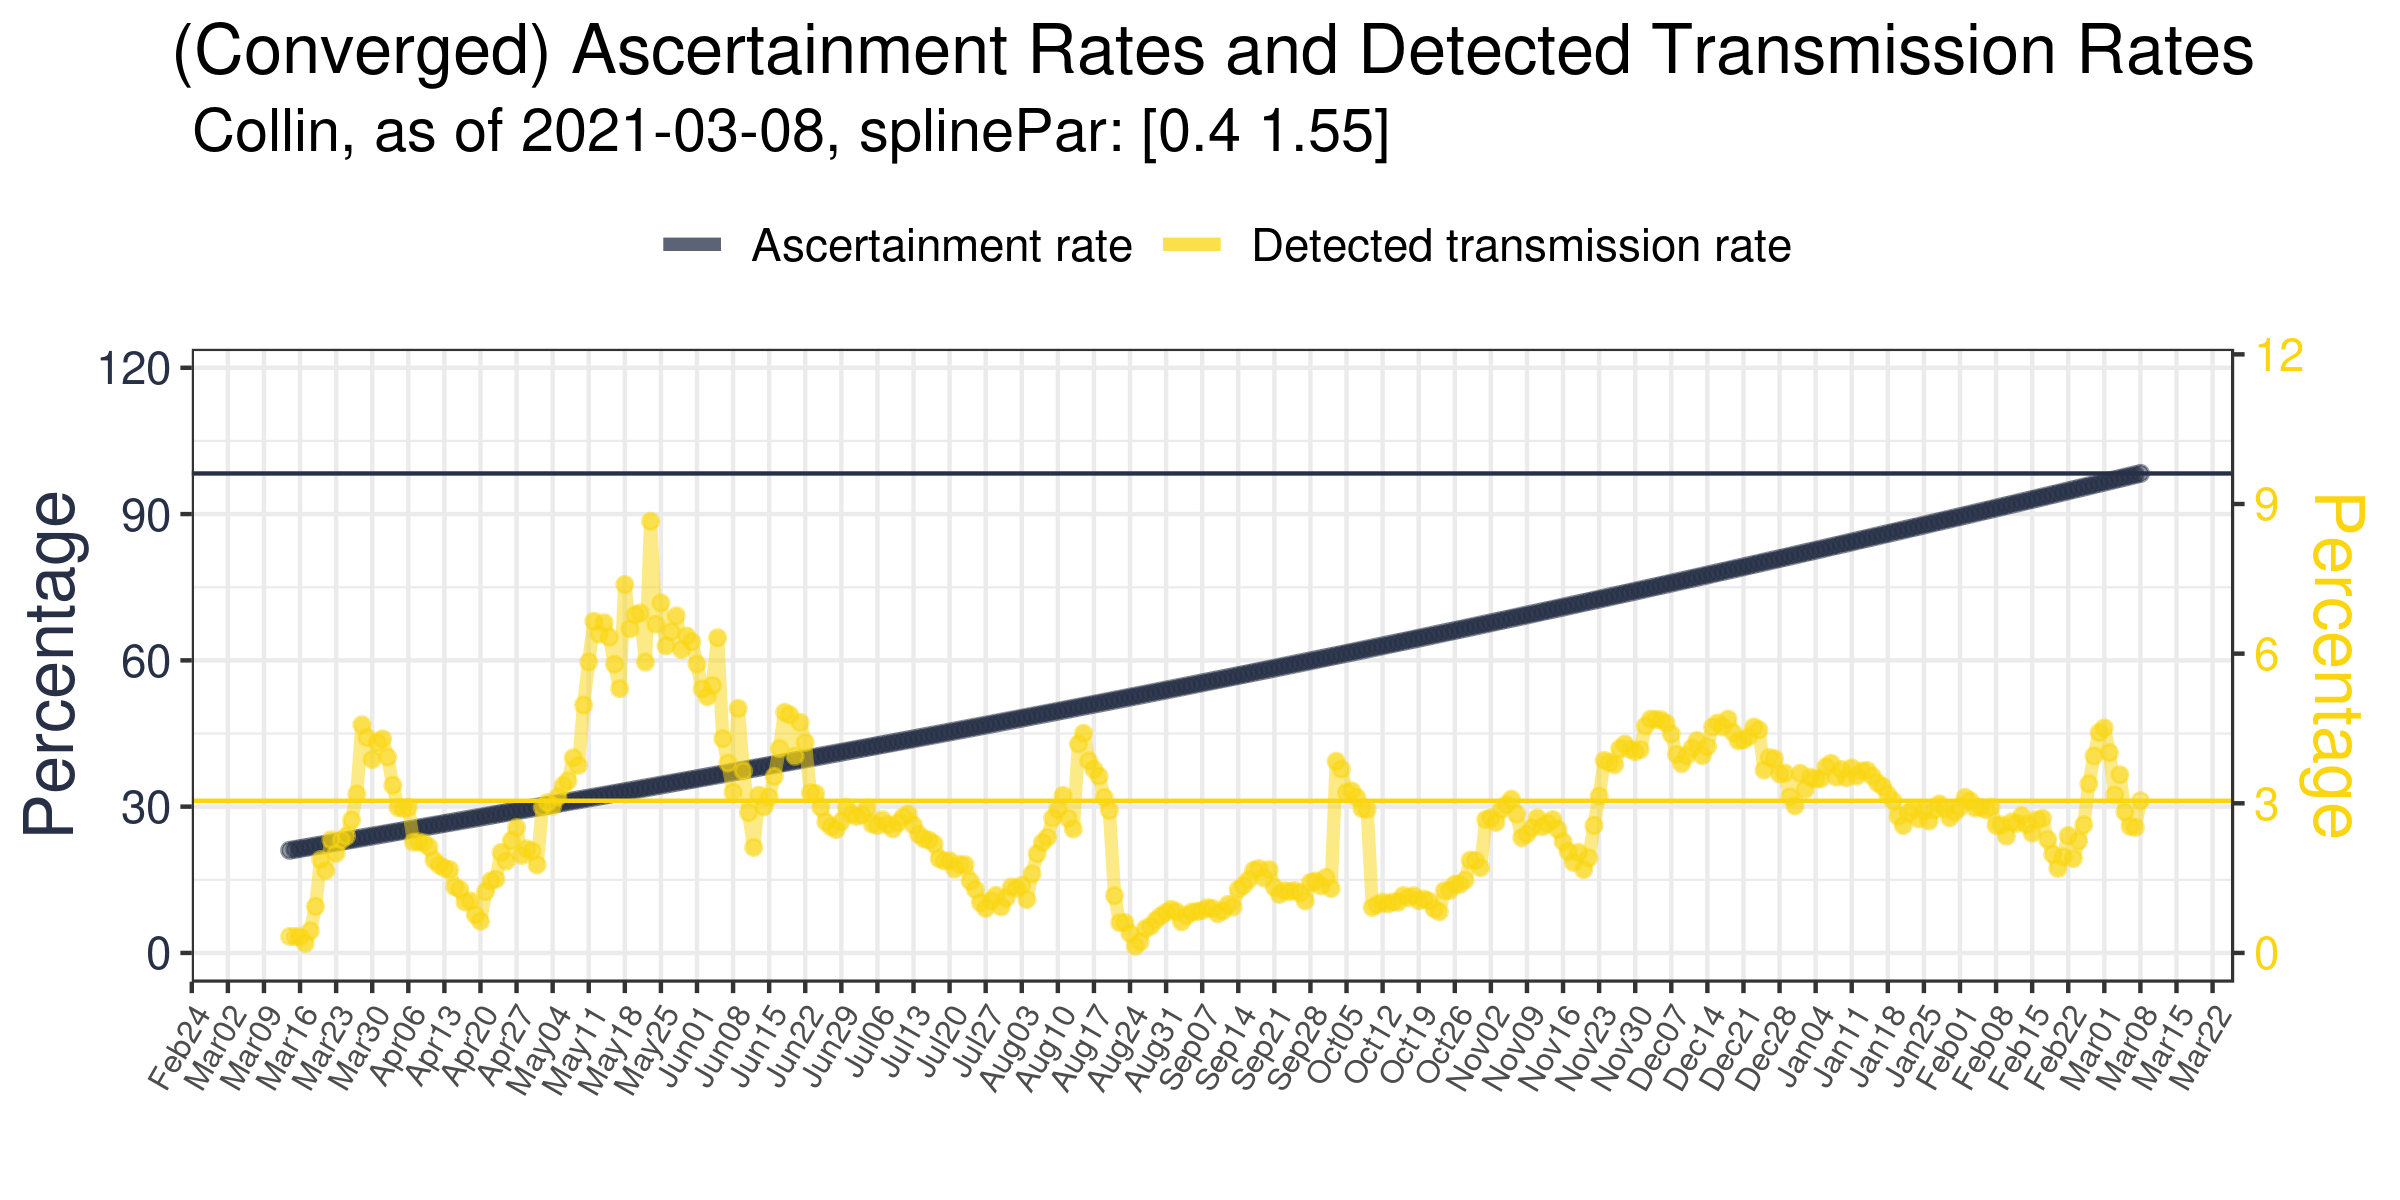 (Converged) Ascertainment Rates and Detected Transmission Rates
Collin, as of 2021-03-08, splinePar: [0.4 1.55]
Ascertainment rate
Detected transmission rate
Percentage
120
90
60
30
0
12
9
6
3
0
Percentage
Feb24
Mar02
Mar09
Mar16
Mar23
Mar30
Apr06
Apr13
Apr20
Apr27
May04
May11
May18
May25
Jun01
Jun08
Jun15
Jun22
Jun29
Jul06
Jul13
Jul20
Jul27
Aug03
Aug10
Aug17
Aug24
Aug31
Sep07
Sep14
Sep21
Sep28
Oct05
Oct12
Oct19
Oct26
Nov02
Nov09
Nov16
Nov23
Nov30
Dec07
Dec14
Dec21
Dec28
Jan04
Jan11
Jan18
Jan25
Feb01
Feb08
Feb15
Feb22
Mar01
Mar08
Mar15
Mar22